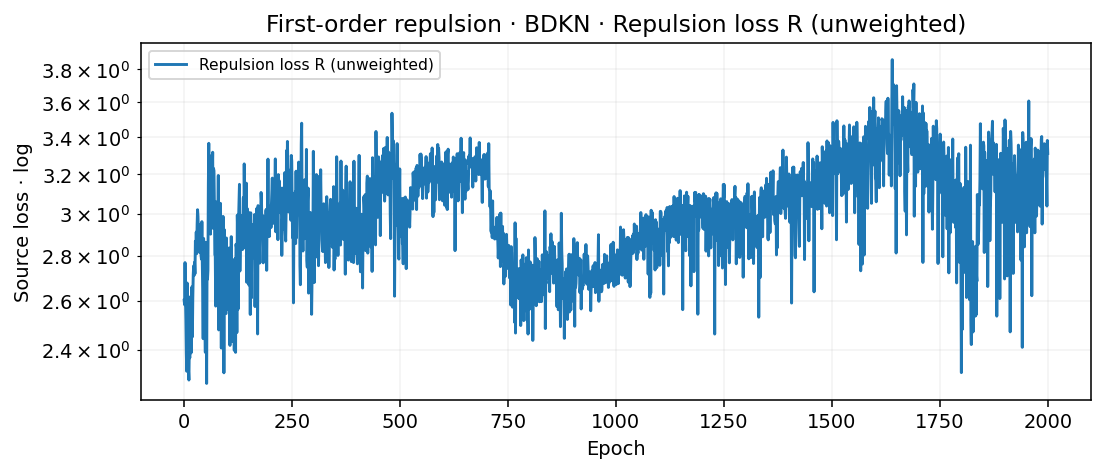 First-order repulsion · BDKN · Repulsion loss R (unweighted)
Repulsion loss R (unweighted)
Source loss · log
3.8 × 10⁰
3.6 × 10⁰
3.4 × 10⁰
3.2 × 10⁰
3 × 10⁰
2.8 × 10⁰
2.6 × 10⁰
2.4 × 10⁰
0 250 500 750 1000 1250 1500 1750 2000
Epoch